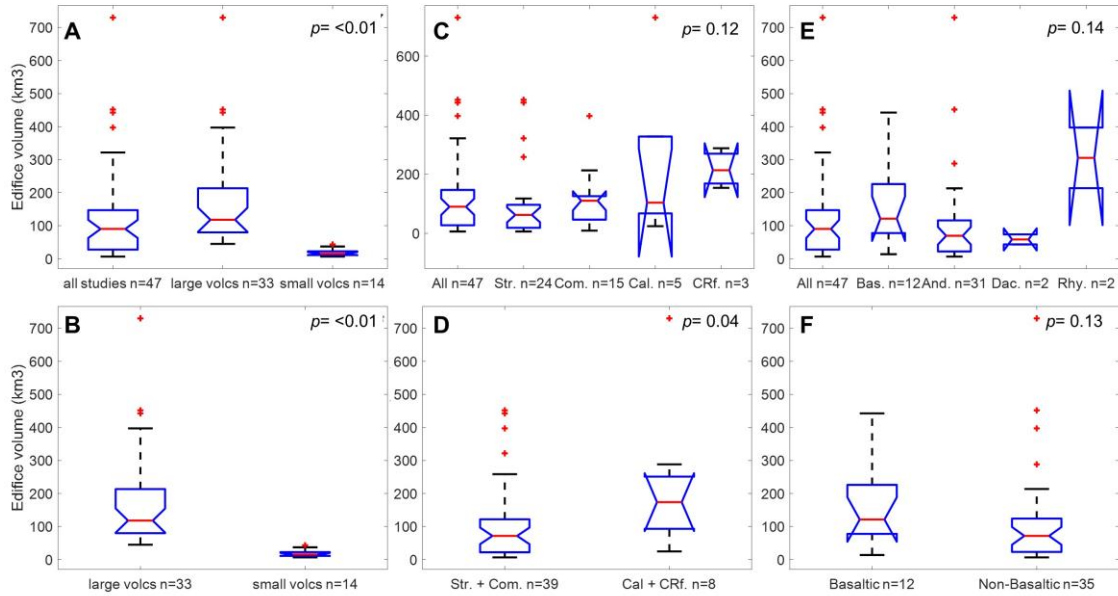 A
p= <0.01
Edifice volume (km3)
700
600
500
400
300
200
100
0
all studies n=47 large volcs n=33 small volcs n=14
C
p= 0.12
600
400
200
0
All n=47 Str. n=24 Com. n=15 Cal. n=5 CRf. n=3
E
p= 0.14
700
600
500
400
300
200
100
0
All n=47 Bas. n=12 And. n=31 Dac. n=2 Rhy. n=2
B
p= <0.01
Edifice volume (km3)
700
600
500
400
300
200
100
0
large volcs n=33 small volcs n=14
D
p= 0.04
700
600
500
400
300
200
100
0
Str. + Com. n=39 Cal + CRf. n=8
F
p= 0.13
700
600
500
400
300
200
100
0
Basaltic n=12 Non-Basaltic n=35